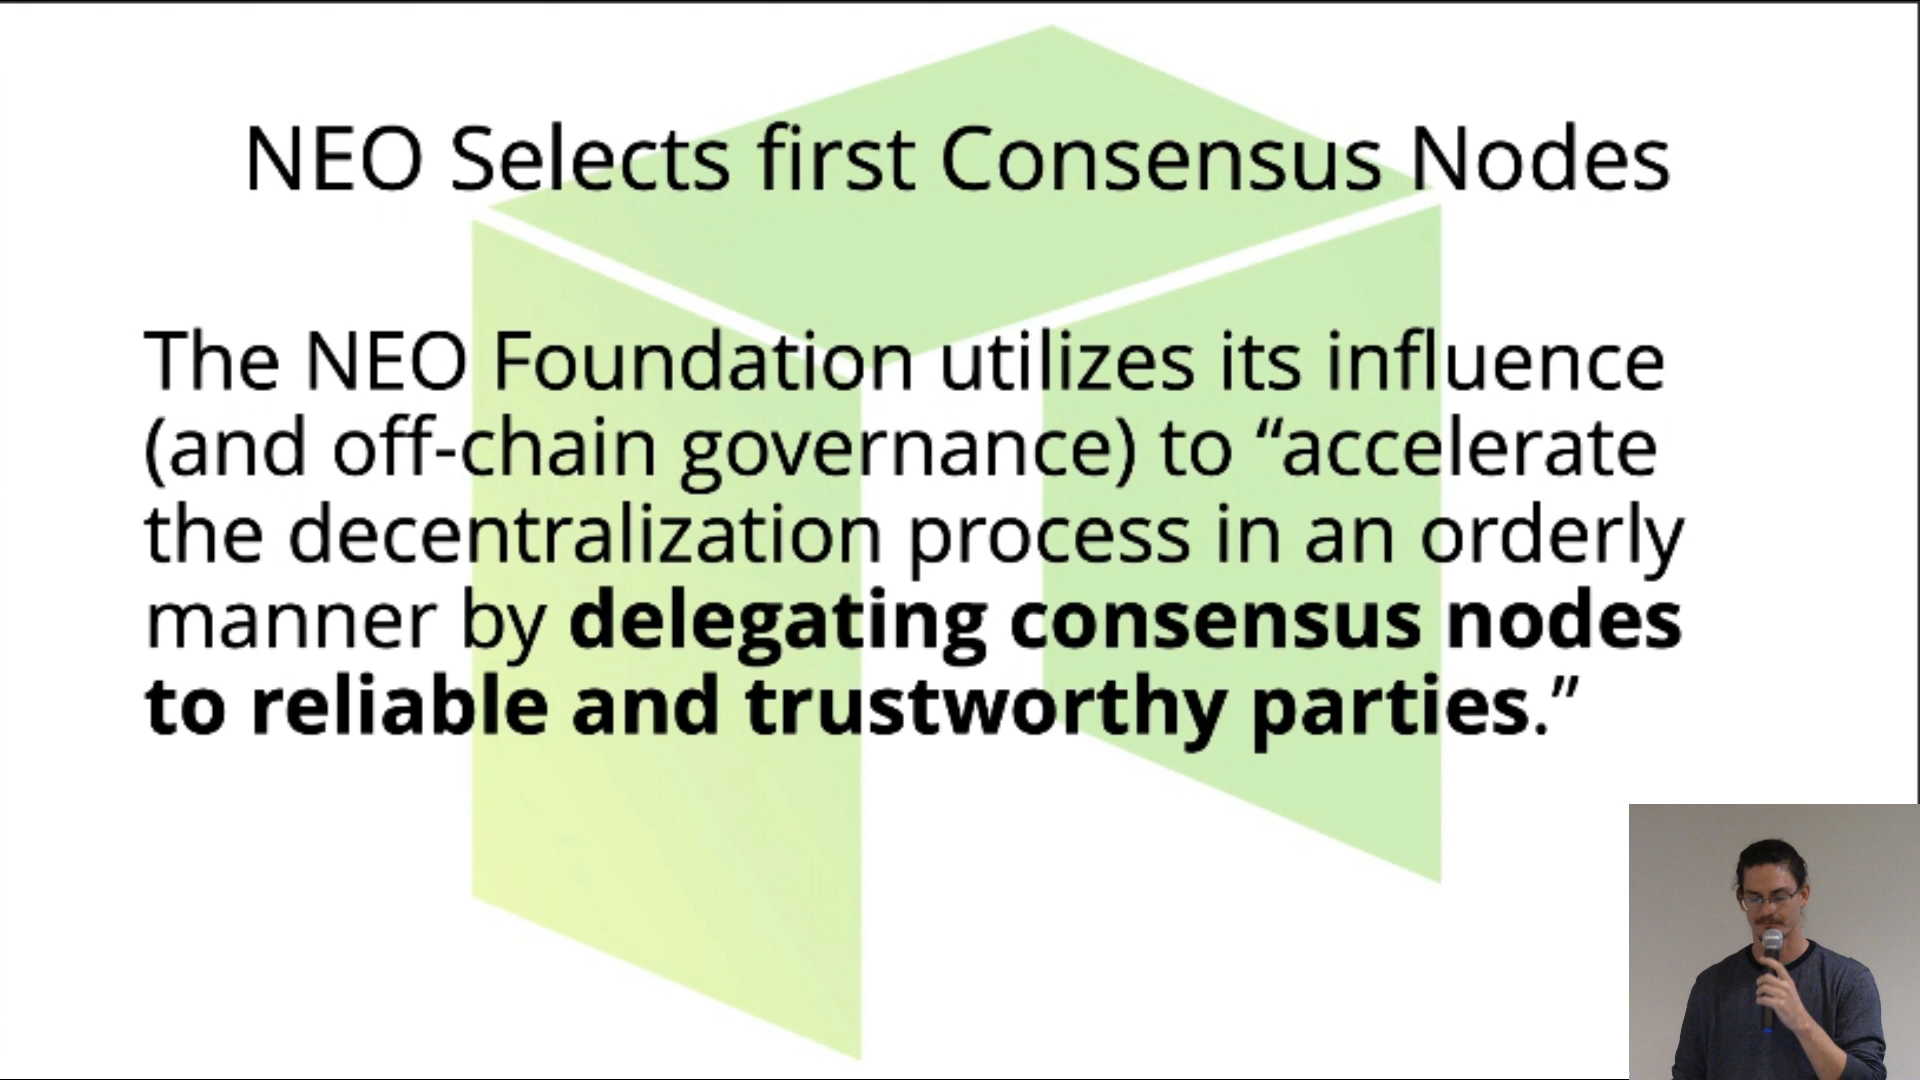 NEO Selects first Consensus Nodes
The NEO Foundation utilizes its influence
(and off-chain governance) to “accelerate
the decentralization process in an orderly
manner by delegating consensus nodes
to reliable and trustworthy parties.”